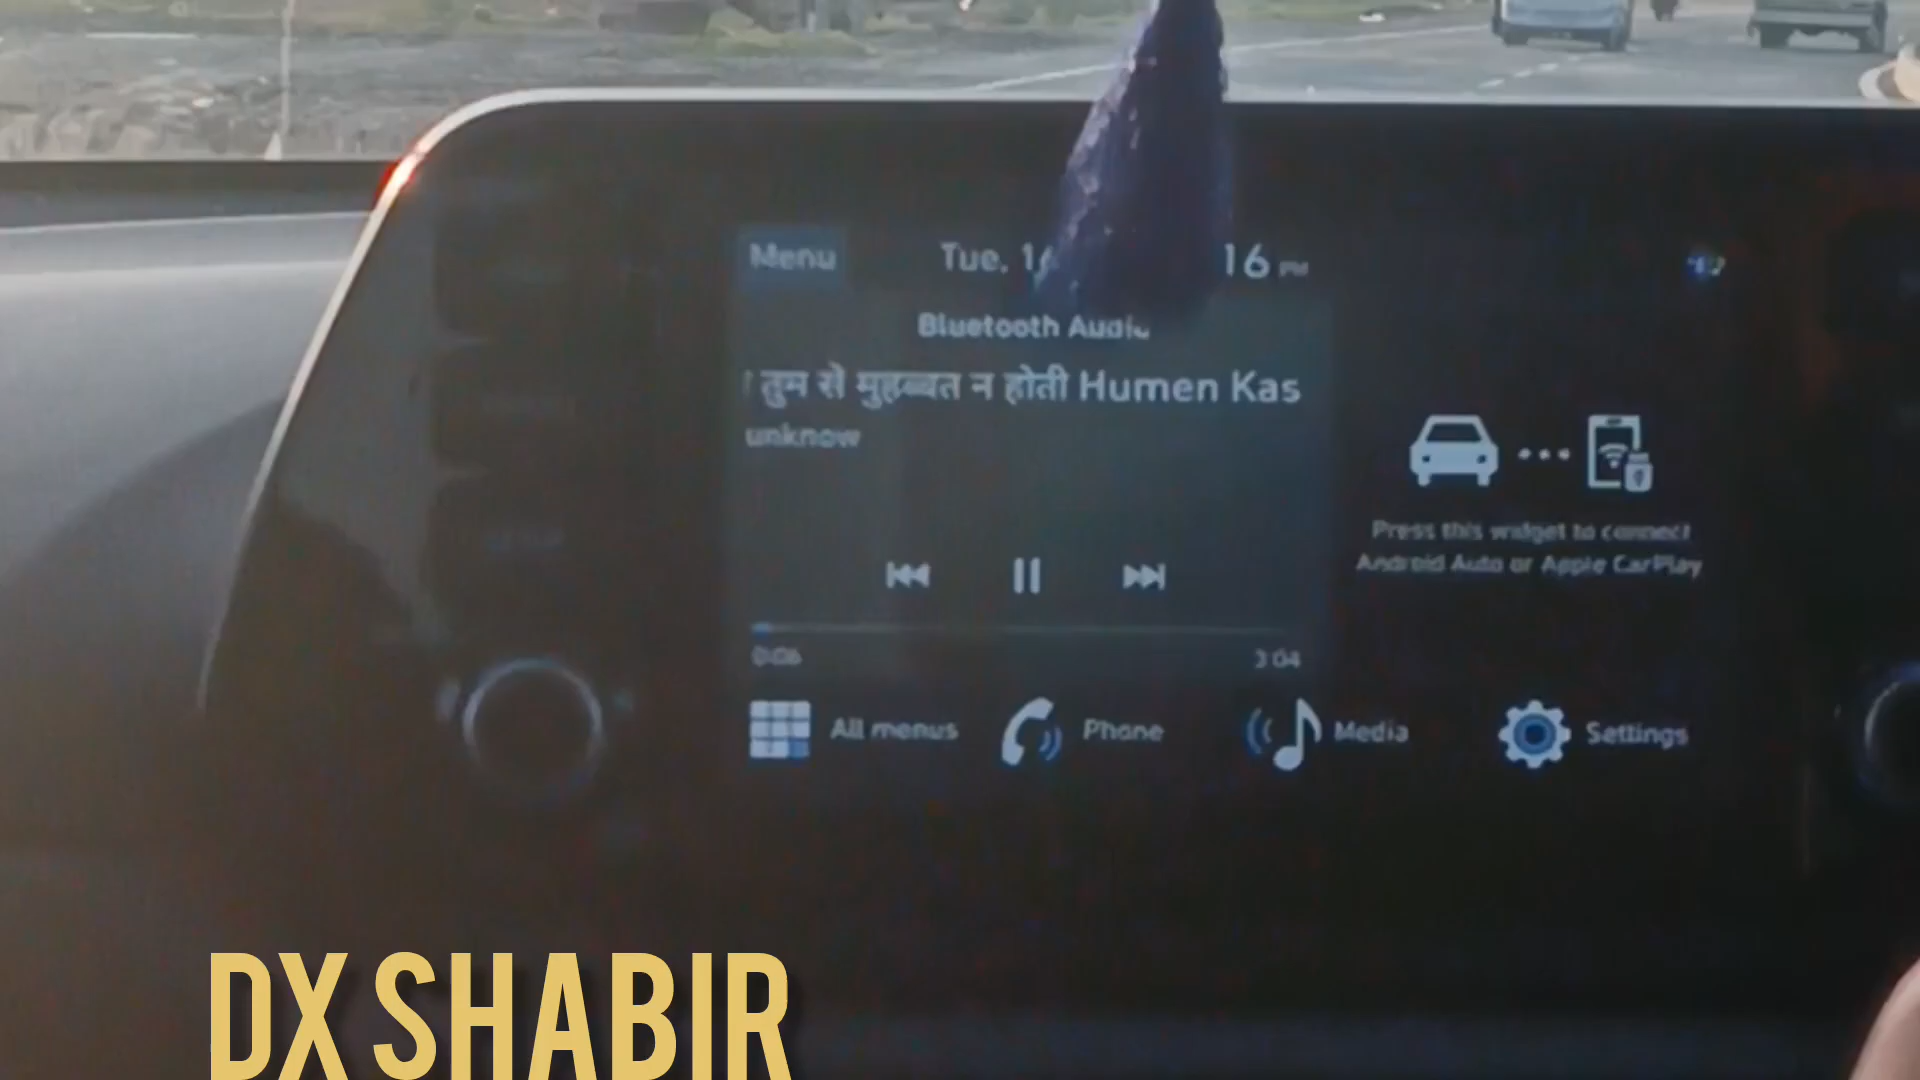 Menu Tue, 16 PM
Bluetooth Audio
तुम से मुहब्बत न होती Humen Kas
unknow
Press this widget to connect
Android Auto or Apple CarPlay
0:06 3:04
All menus Phone Media Settings
DX SHABIR